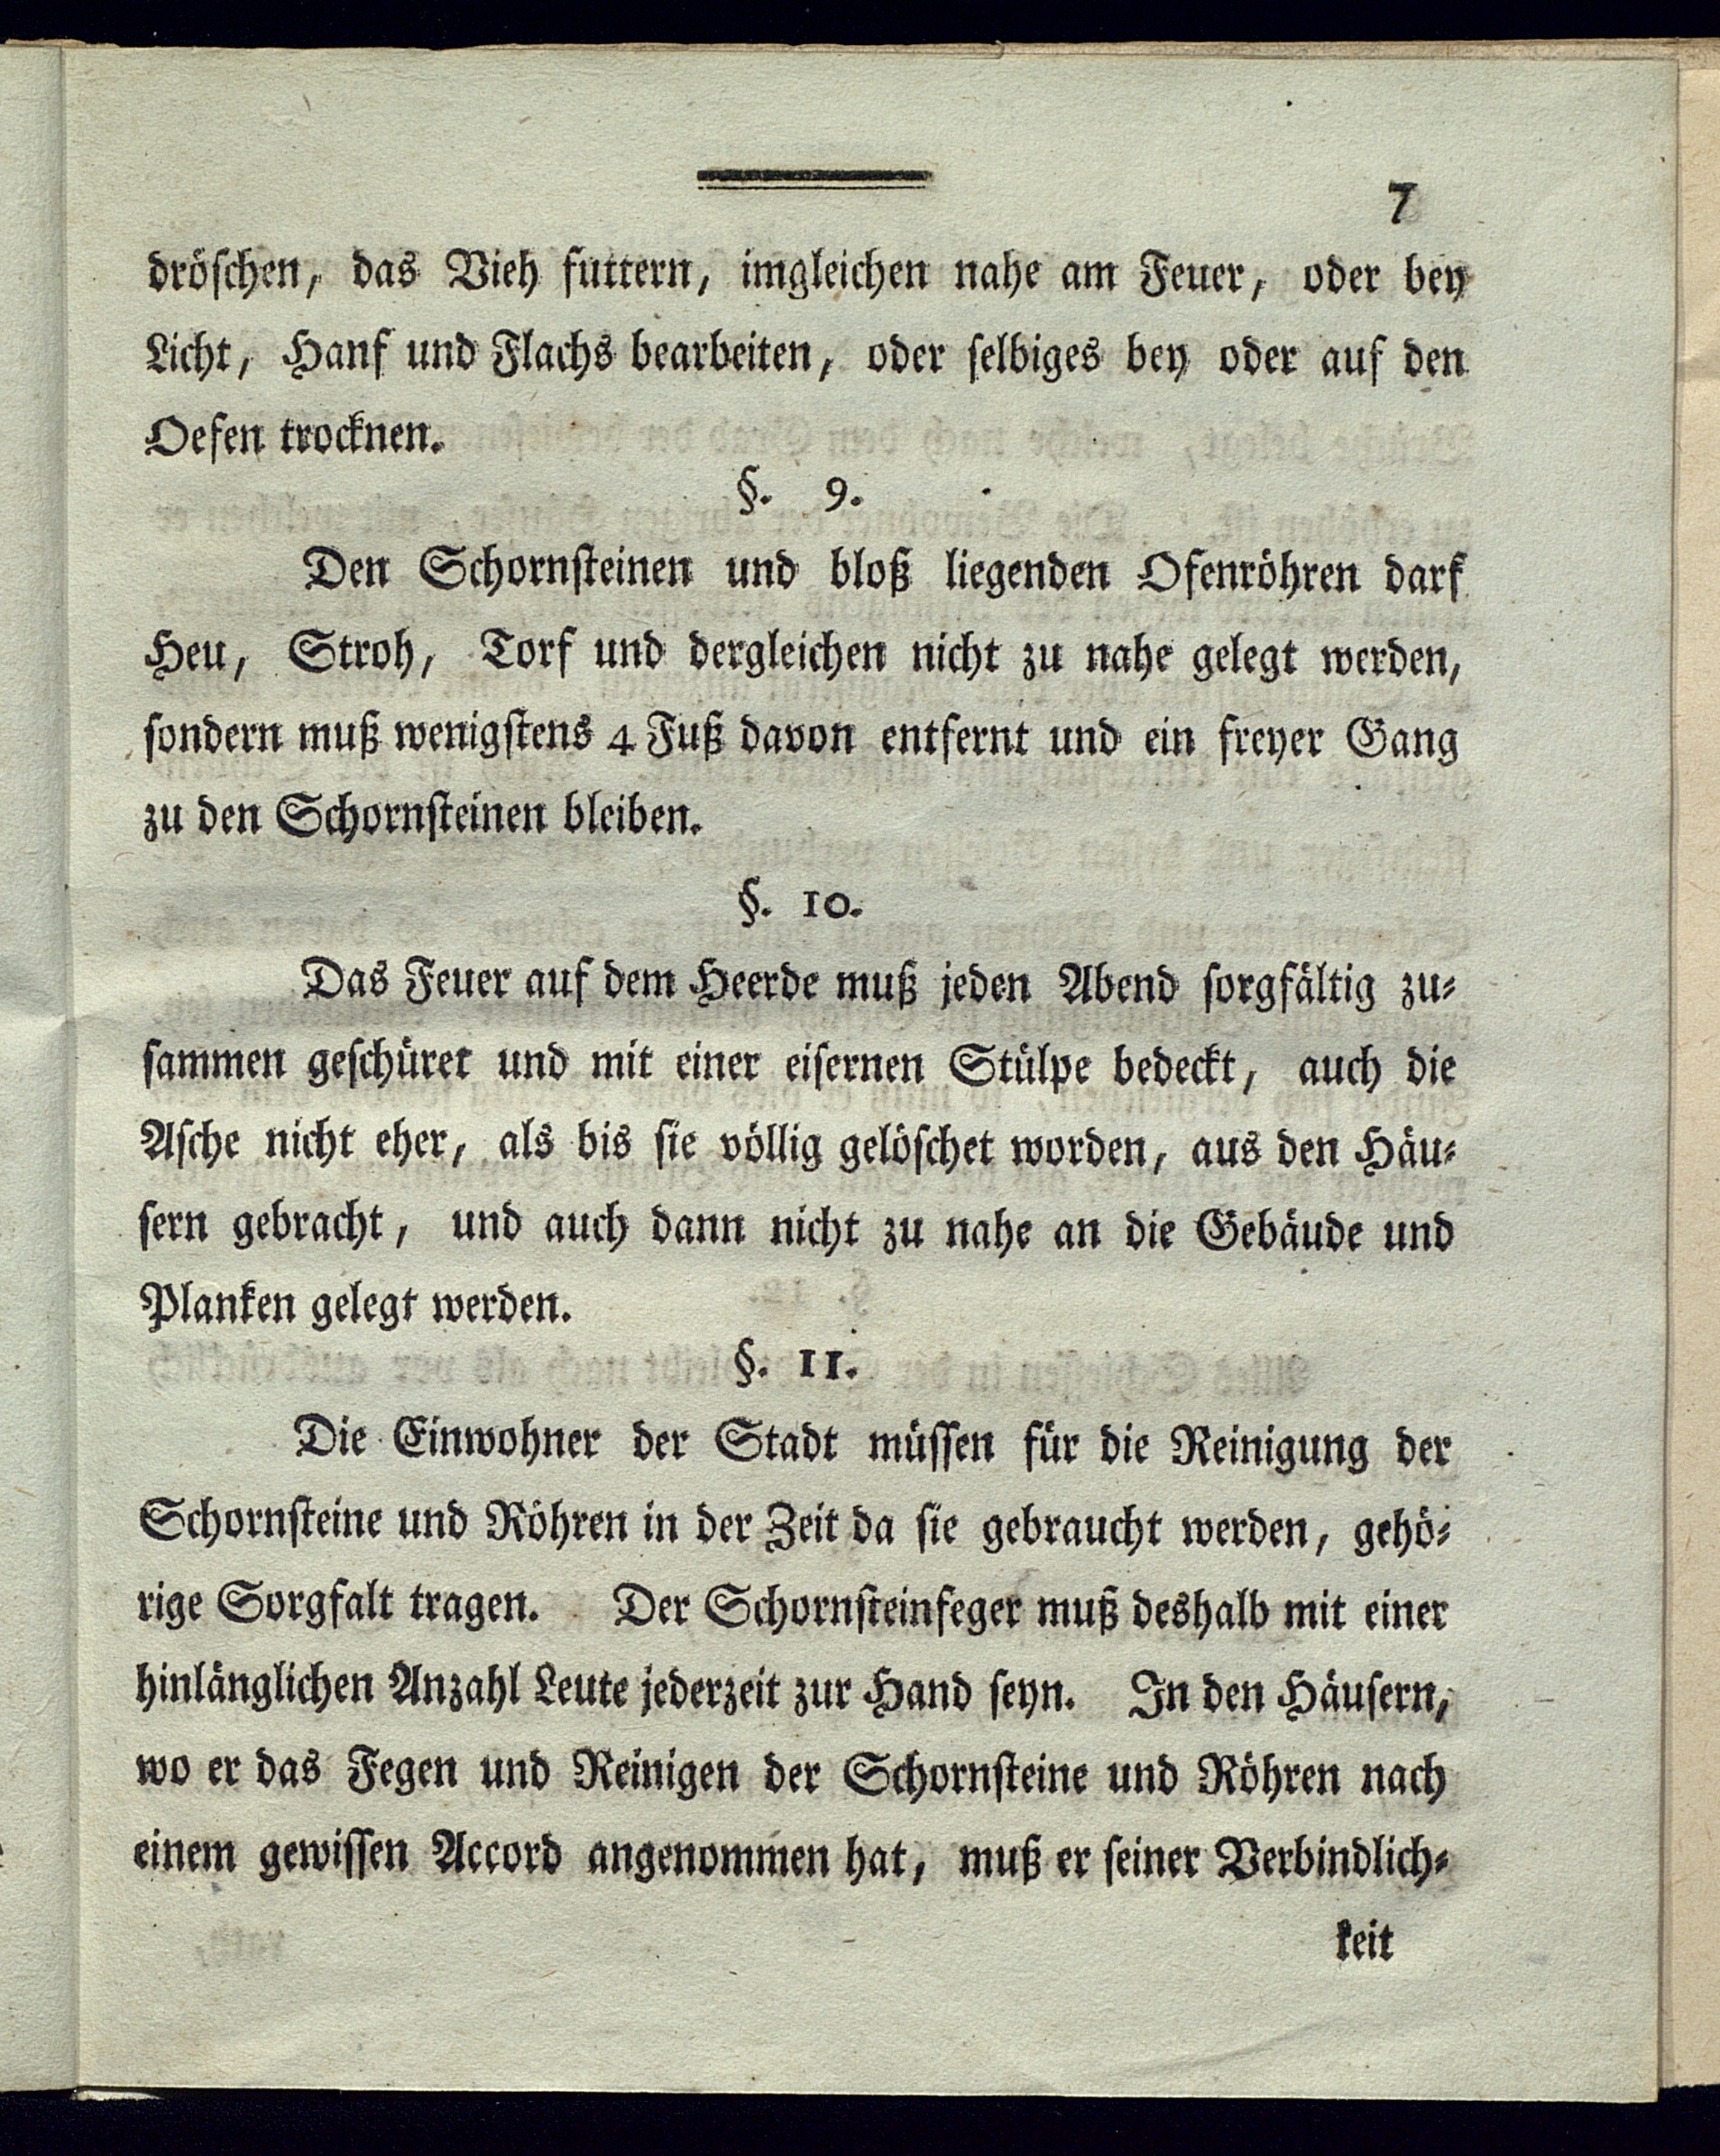 7
dröschen, das Vieh futtern, imgleichen nahe am Feuer, oder bey
Licht, Hanf und Flachs bearbeiten, oder selbiges bey oder auf den
Oefen trocknen.
§. 9.
Den Schornsteinen und bloß liegenden Ofenröhren darf
Heu, Stroh, Torf und dergleichen nicht zu nahe gelegt werden,
sondern muß wenigstens 4 Fuß davon entfernt und ein freyer Gang
zu den Schornsteinen bleiben.
§. 10.
Das Feuer auf dem Heerde muß jeden Abend sorgfältig zu-
sammen geschüret und mit einer eisernen Stülpe bedeckt, auch die
Asche nicht eher, als bis sie völlig gelöschet worden, aus den Häu-
sern gebracht, und auch dann nicht zu nahe an die Gebäude und
Planken gelegt werden.
§. 11.
Die Einwohner der Stadt müssen für die Reinigung der
Schornsteine und Röhren in der Zeit da sie gebraucht werden, gehö-
rige Sorgfalt tragen. Der Schornsteinfeger muß deshalb mit einer
hinlänglichen Anzahl Leute jederzeit zur Hand seyn. In den Häusern,
wo er das Fegen und Reinigen der Schornsteine und Röhren nach
einem gewissen Accord angenommen hat, muß er seiner Verbindlich-
keit